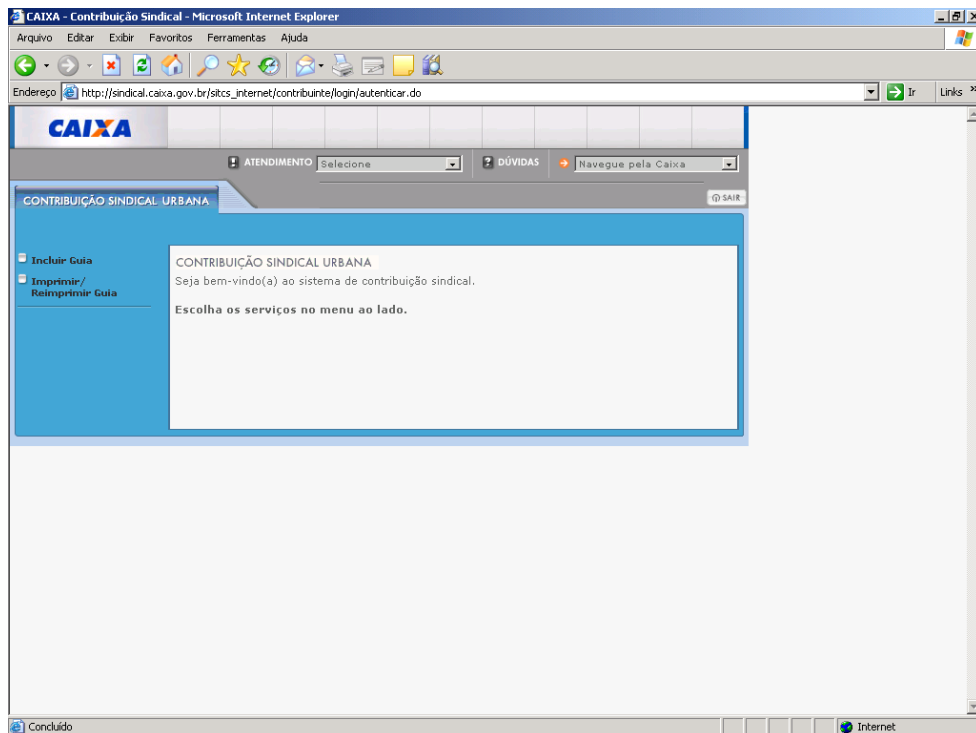 CAIXA - Contribuição Sindical - Microsoft Internet Explorer
Arquivo Editar Exibir Favoritos Ferramentas Ajuda
Endereço http://sindical.caixa.gov.br/sitcs_internet/contribuinte/login/autenticar.do Ir Links
CAIXA
ATENDIMENTO Selecione DÚVIDAS Navegue pela Caixa
CONTRIBUIÇÃO SINDICAL URBANA SAIR
Incluir Guia
Imprimir/
Reimprimir Guia
CONTRIBUIÇÃO SINDICAL URBANA
Seja bem-vindo(a) ao sistema de contribuição sindical.
Escolha os serviços no menu ao lado.
Concluído Internet